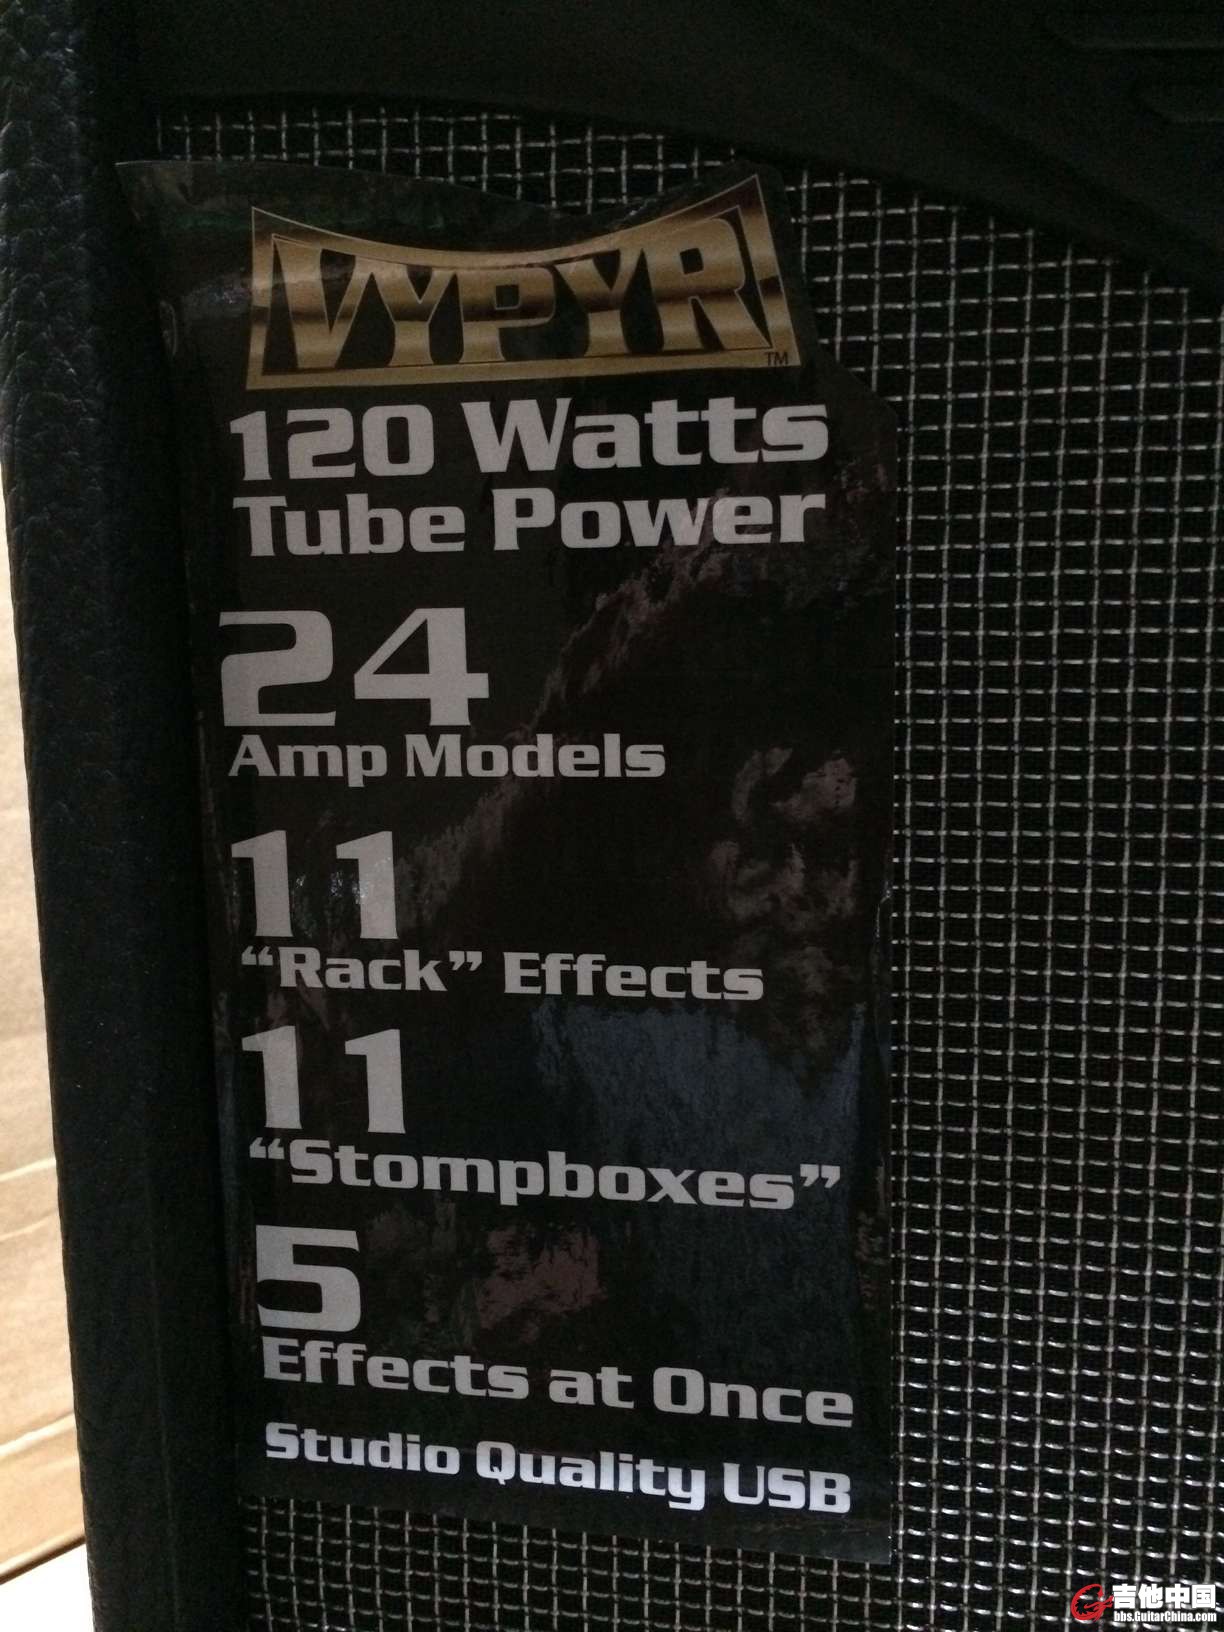 VYPYR
TM
120 Watts
Tube Power
24
Amp Models
11
“Rack” Effects
11
“Stompboxes”
5
Effects at Once
Studio Quality USB
吉他中国
bbs.GuitarChina.com